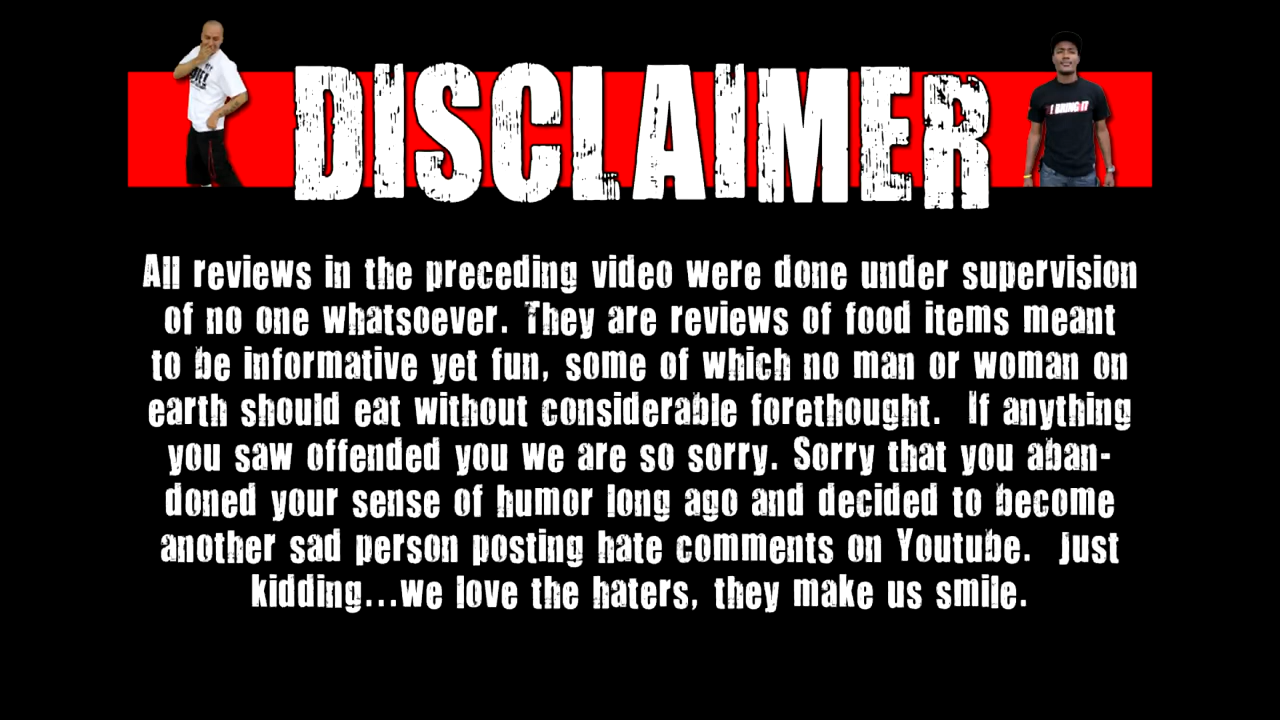 DISCLAIMER
I BRING IT
All reviews in the preceding video were done under supervision
of no one whatsoever. They are reviews of food items meant
to be informative yet fun, some of which no man or woman on
earth should eat without considerable forethought. If anything
you saw offended you we are so sorry. Sorry that you aban-
doned your sense of humor long ago and decided to become
another sad person posting hate comments on Youtube. Just
kidding...we love the haters, they make us smile.